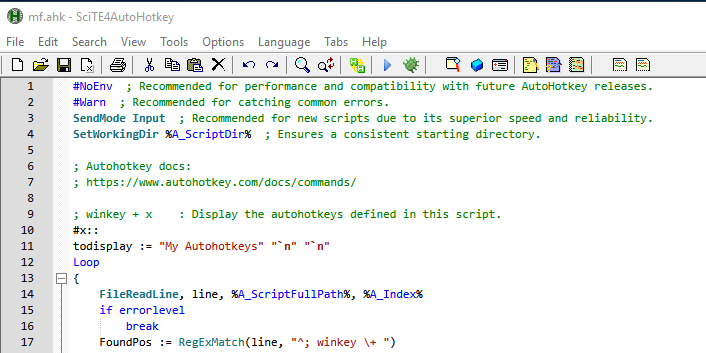 mf.ahk - SciTE4AutoHotkey
File Edit Search View Tools Options Language Tabs Help
1 #NoEnv  ; Recommended for performance and compatibility with future AutoHotkey releases.
2 #Warn  ; Recommended for catching common errors.
3 SendMode Input  ; Recommended for new scripts due to its superior speed and reliability.
4 SetWorkingDir %A_ScriptDir%  ; Ensures a consistent starting directory.
5
6 ; Autohotkey docs:
7 ; https://www.autohotkey.com/docs/commands/
8
9 ; winkey + x    : Display the autohotkeys defined in this script.
10 #x::
11 todisplay := "My Autohotkeys" "`n" "`n"
12 Loop
13 {
14     FileReadLine, line, %A_ScriptFullPath%, %A_Index%
15     if errorlevel
16         break
17     FoundPos := RegExMatch(line, "^; winkey \+ ")